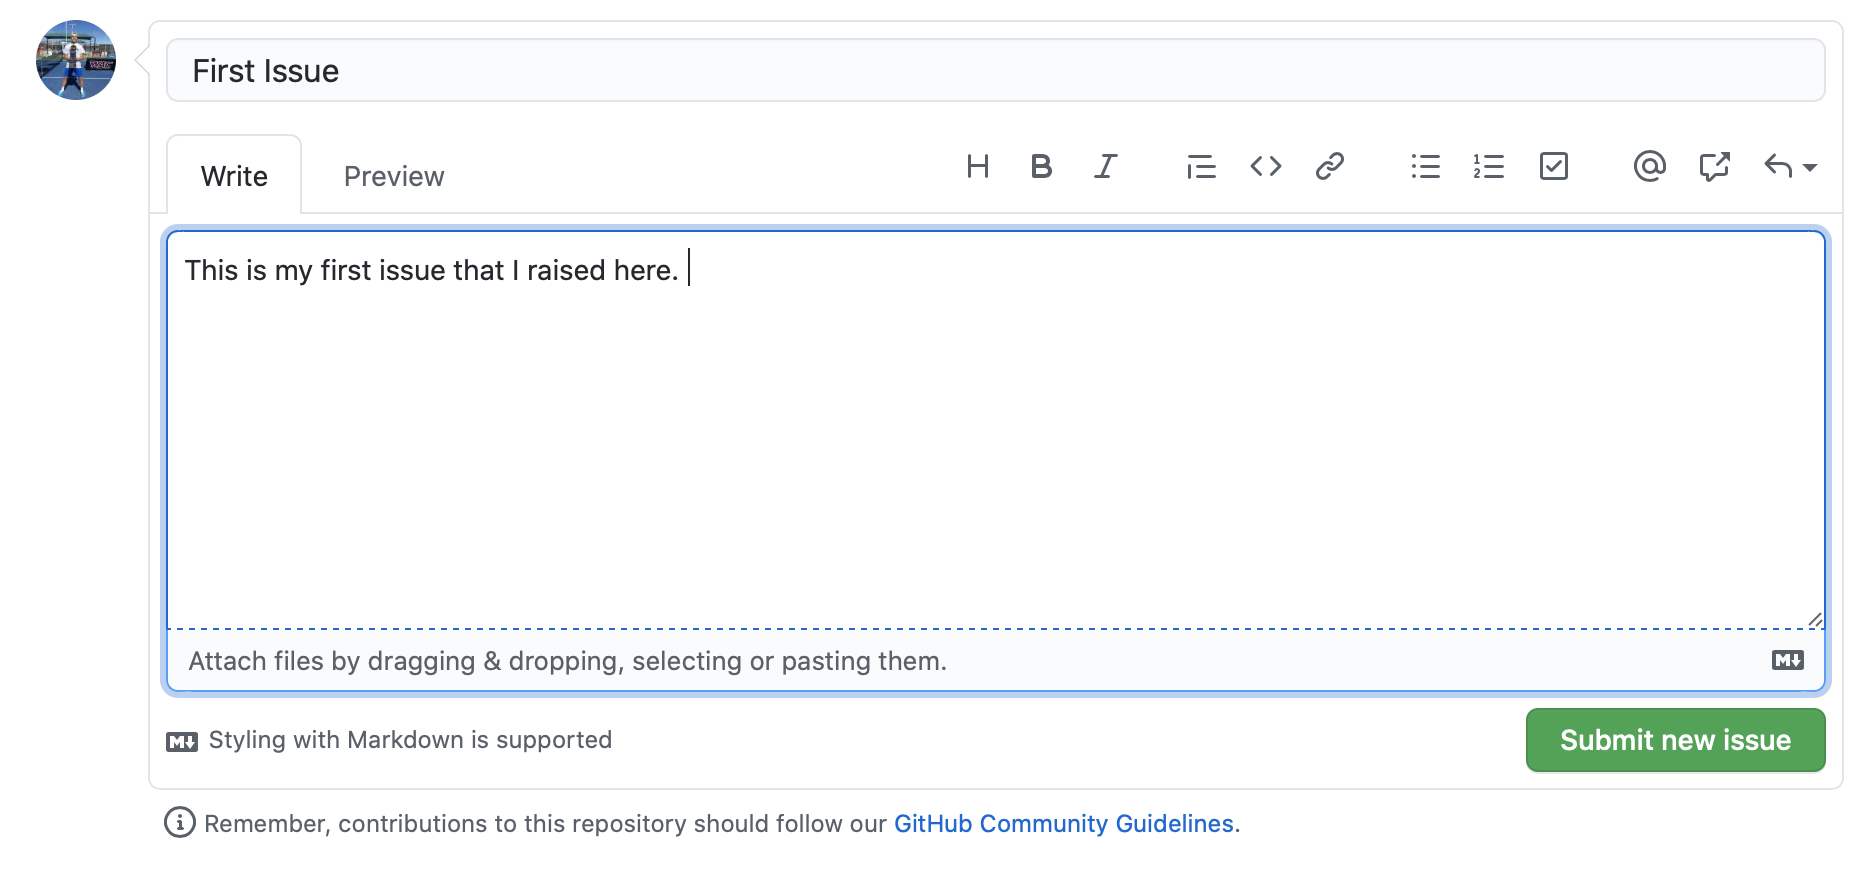 First Issue
Write Preview
This is my first issue that I raised here.
Attach files by dragging & dropping, selecting or pasting them.
Styling with Markdown is supported
Submit new issue
Remember, contributions to this repository should follow our GitHub Community Guidelines.